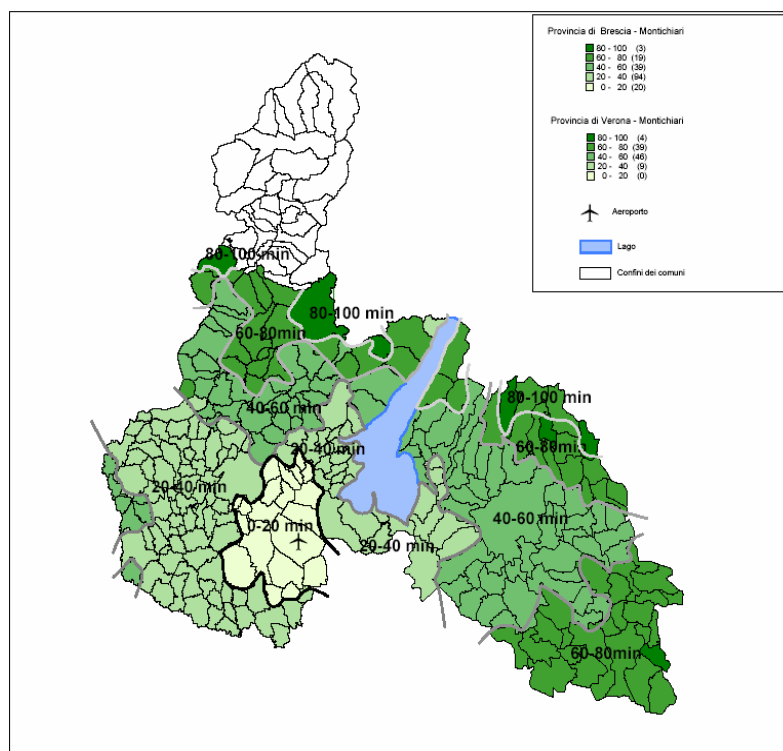 Provincia di Brescia - Montichiari
80 - 100 (3)
60 - 80 (19)
40 - 60 (39)
20 - 40 (94)
0 - 20 (20)
Provincia di Verona - Montichiari
80 - 100 (4)
60 - 80 (39)
40 - 60 (46)
20 - 40 (9)
0 - 20 (0)
Aeroporto
Lago
Confini dei comuni
80-100 min
80-100 min
60-80min
80-100 min
40-60 min
20-40 min
60-80min
20-40 min
0-20 min
40-60 min
20-40 min
60-80min